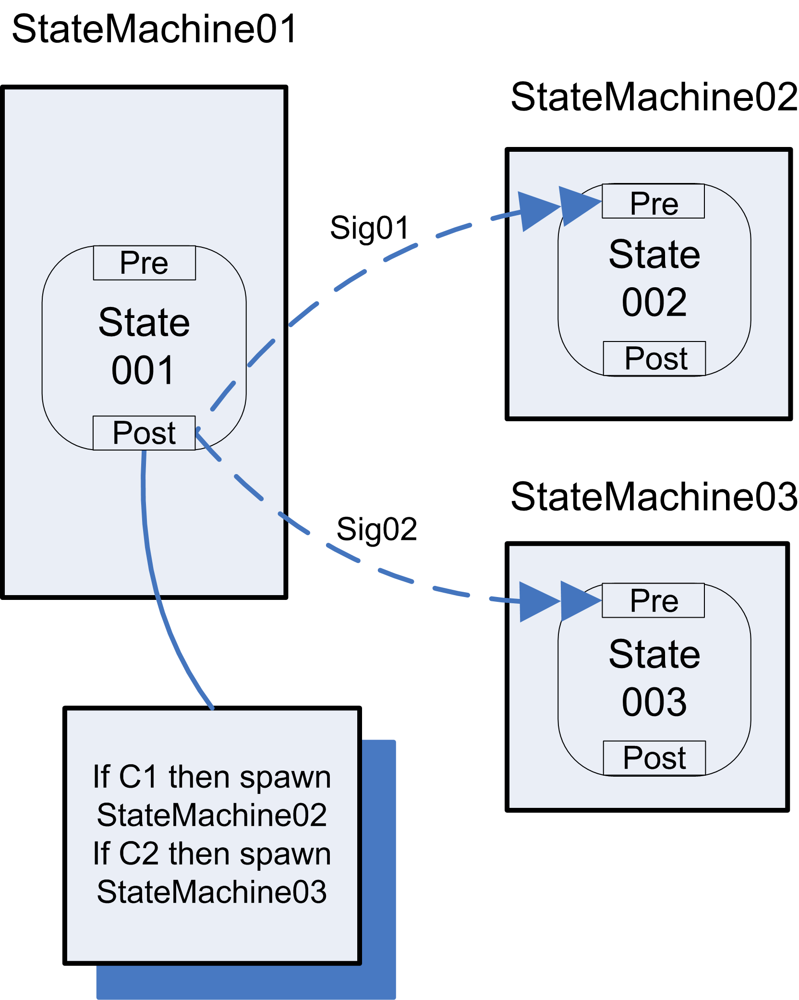 StateMachine01
StateMachine02
Sig01
Pre
State
002
Post
Pre
State
001
Post
StateMachine03
Sig02
Pre
State
003
Post
If C1 then spawn
StateMachine02
If C2 then spawn
StateMachine03